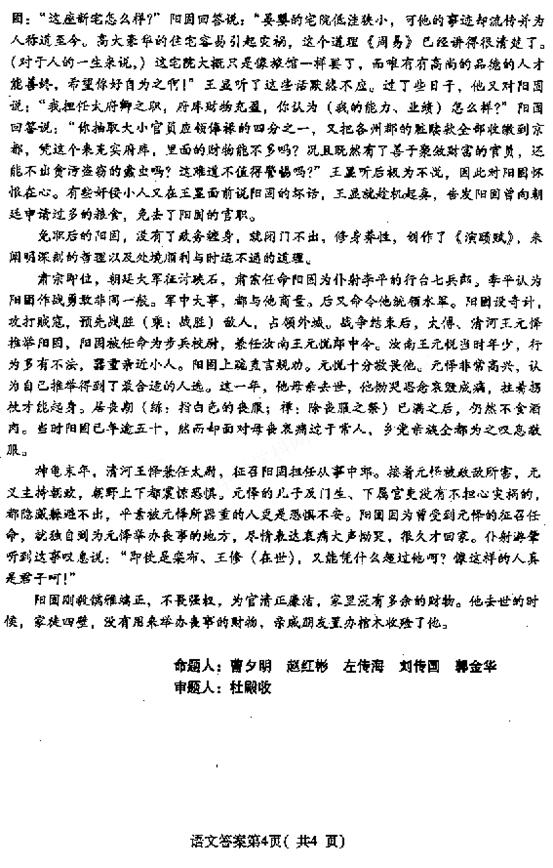 固：“这座新宅怎么样？”阳固回答说：“晏婴的宅院低洼狭小，可他的事迹却流传并为
人称道至今。高大豪华的住宅容易引起灾祸，这个道理《周易》已经讲得很清楚了。
（对于人的一生来说，）这宅院大概只是像旅馆一样罢了，而唯有有高尚的品德的人才
能善终，希望你好自为之啊！”王显听了这些话默然不应。过了些日子，他又对阳固
说：“我担任太府卿之职，府库财物充盈，你认为（我的能力、业绩）怎么样？”阳固
回答说：“你抽取大小官员应领俸禄的四分之一，又把各州郡的赃赎款全部收缴到京
都，凭这个来充实府库，里面的财物能不多吗？况且既然有了善于聚敛财富的官员，还
能不出贪污盗窃的蠹虫吗？这难道不值得警惕吗？”王显听后极为不悦，因此对阳固怀
恨在心。有些奸佞小人又在王显面前说阳固的坏话，王显就趁机起奏，告发阳固曾向朝
廷申请过多的粮食，免去了阳固的官职。
免职后的阳固，没有了政务缠身，就闭门不出，修身养性，创作了《演赜赋》，来
阐明深刻的哲理以及处境顺利与时运不通的道理。
肃宗即位，朝廷大军征讨硖石，肃宗任命阳固为仆射李平的行台七兵郎。李平认为
阳固作战勇敢非同一般。军中大事，都与他商量。后又命令他统领水军。阳固设奇计，
攻打贼寇，预先战胜（乘：战胜）敌人，占领外城。战争结束后，太傅、清河王元怿
推举阳固，阳固被任命为步兵校尉，兼任汝南王元悦郎中令。汝南王元悦当时年少，行
为多有不法，器重亲近小人。阳固上疏直言规劝。元悦十分敬畏他。元怿非常高兴，认
为自己推举得到了最合适的人选。这一年，他母亲去世，他恸哭思念哀毁成病，拄着拐
杖才能起身。居丧期（练：指白色的丧服；禫：除丧服之祭）已满之后，仍然不食酒
肉。当时阳固已年逾五十，然而却面对母丧哀痛过于常人，乡党亲族全都为之叹息敬
服。
神龟末年，清河王怿兼任太尉，征召阳固担任从事中郎。接着元怿被政敌所害，元
义主持朝政，朝野上下都震惊恐惧。元怿的儿子及门生、下属官吏没有不担心灾祸的，
都隐藏躲避不出，平素被元怿所器重的人更是恐惧不安。阳固因为曾受到元怿的征召任
命，就独自到为元怿举办丧事的地方，尽情表达哀痛大声恸哭，很久才回家。仆射游肇
听到这事叹息说：“即使是栾布、王修（在世），又能凭什么超过他呵？像这样的人真
是君子呵！”
阳固刚毅儒雅端正，不畏强权，为官清正廉洁，家里没有多余的财物。他去世的时
候，家徒四壁，没有用来举办丧事的财物，亲戚朋友置办棺木收殓了他。
命题人：曹夕明 赵红彬 左传海 刘传国 郭金华
审题人：杜殿收
语文答案第4页( 共4 页)